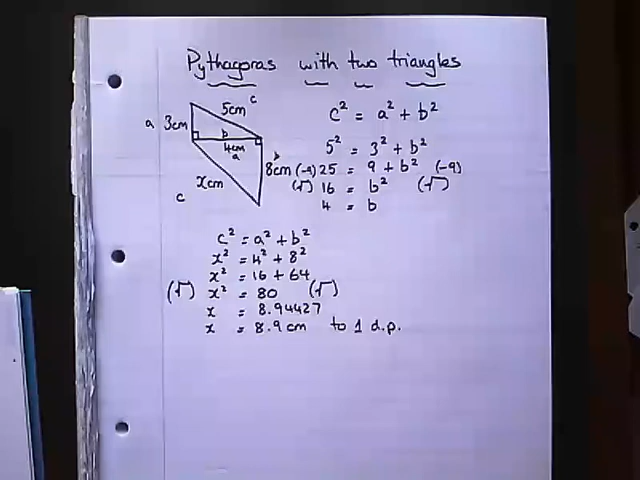 Pythagoras with two triangles
c
5cm
a 3cm
b
4cm
a
b
8cm
xcm
c
c² = a² + b²
5² = 3² + b²
(-9) 25 = 9 + b² (-9)
(√) 16 = b² (√)
4 = b
c² = a² + b²
x² = 4² + 8²
x² = 16 + 64
(√) x² = 80 (√)
x = 8.94427
x = 8.9cm to 1 d.p.